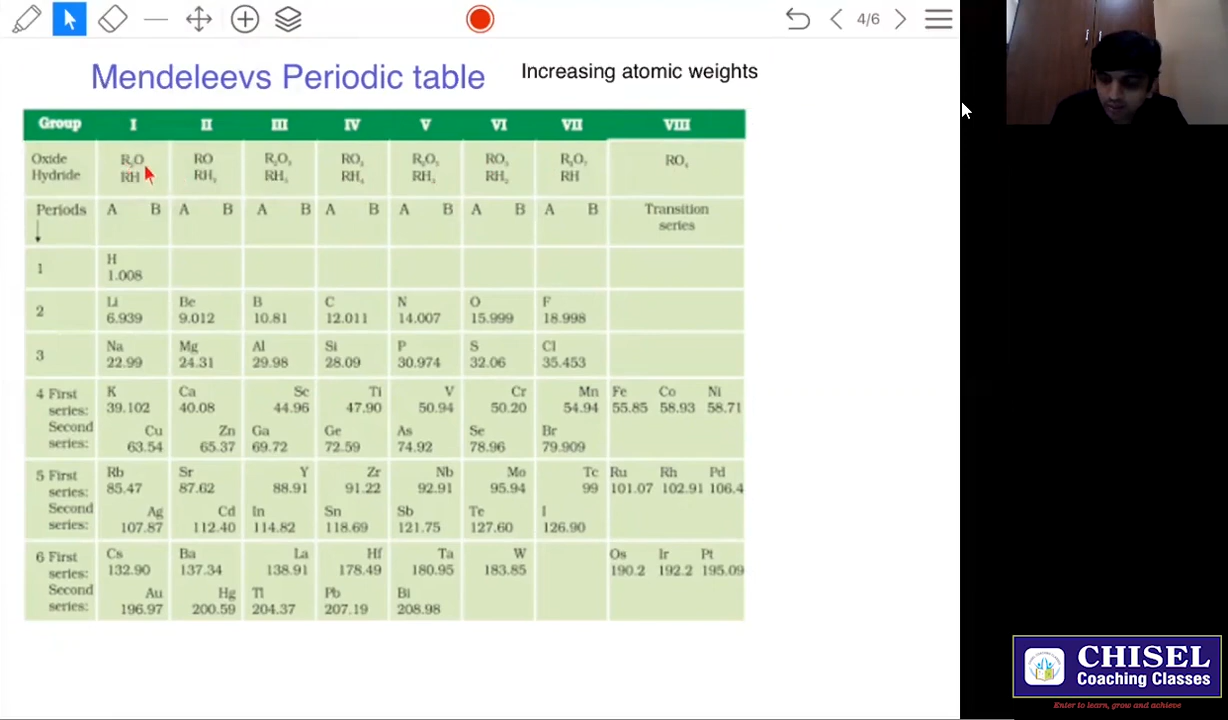 4/6
Mendeleevs Periodic table
Increasing atomic weights
Group I II III IV V VI VII VIII
Oxide R₂O RO R₂O₃ RO₂ R₂O₅ RO₃ R₂O₇ RO₄
Hydride RH RH₂ RH₃ RH₄ RH₃ RH₂ RH
Periods A B A B A B A B A B A B A B Transition
↓ series
1 H
1.008
2 Li Be B C N O F
6.939 9.012 10.81 12.011 14.007 15.999 18.998
3 Na Mg Al Si P S Cl
22.99 24.31 29.98 28.09 30.974 32.06 35.453
4 First K Ca Sc Ti V Cr Mn Fe Co Ni
series: 39.102 40.08 44.96 47.90 50.94 50.20 54.94 55.85 58.93 58.71
Second Cu Zn Ga Ge As Se Br
series: 63.54 65.37 69.72 72.59 74.92 78.96 79.909
5 First Rb Sr Y Zr Nb Mo Tc Ru Rh Pd
series: 85.47 87.62 88.91 91.22 92.91 95.94 99 101.07 102.91 106.4
Second Ag Cd In Sn Sb Te I
series: 107.87 112.40 114.82 118.69 121.75 127.60 126.90
6 First Cs Ba La Hf Ta W Os Ir Pt
series: 132.90 137.34 138.91 178.49 180.95 183.85 190.2 192.2 195.09
Second Au Hg Tl Pb Bi
series: 196.97 200.59 204.37 207.19 208.98
CHISEL
Coaching Classes
Enter to learn, grow and achieve